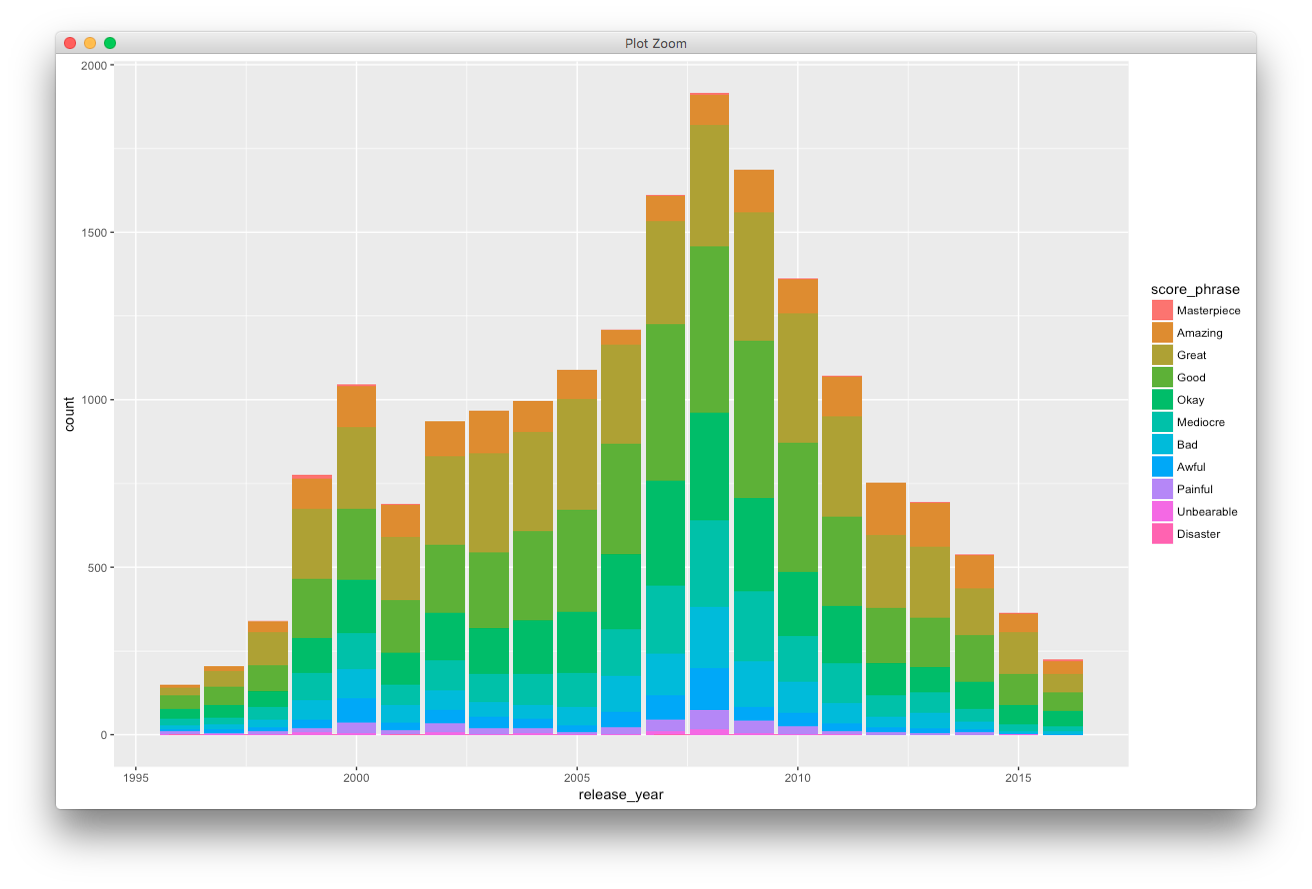 Plot Zoom
2000
1500
1000
500
0
count
1995
2000
2005
2010
2015
release_year
score_phrase
Masterpiece
Amazing
Great
Good
Okay
Mediocre
Bad
Awful
Painful
Unbearable
Disaster